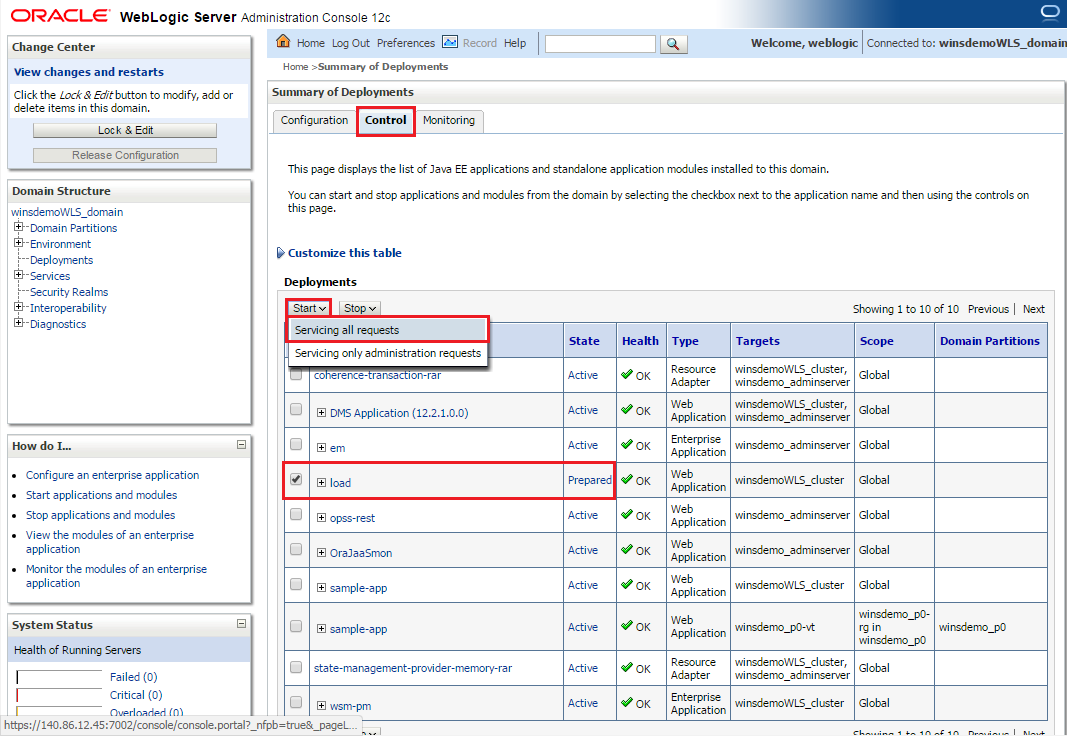 ORACLE WebLogic Server Administration Console 12c
Change Center
View changes and restarts
Click the Lock & Edit button to modify, add or
delete items in this domain.
Lock & Edit
Release Configuration
Domain Structure
winsdemoWLS_domain
Domain Partitions
Environment
Deployments
Services
Security Realms
Interoperability
Diagnostics
How do I...
Configure an enterprise application
Start applications and modules
Stop applications and modules
View the modules of an enterprise
application
Monitor the modules of an enterprise
application
System Status
Health of Running Servers
Failed (0)
Critical (0)
Overloaded (0)
https://140.86.12.45:7002/console/console.portal?_nfpb=true&_pageL...
Home Log Out Preferences Record Help
Welcome, weblogic Connected to: winsdemoWLS_domain
Home >Summary of Deployments
Summary of Deployments
Configuration Control Monitoring
This page displays the list of Java EE applications and standalone application modules installed to this domain.
You can start and stop applications and modules from the domain by selecting the checkbox next to the application name and then using the controls on
this page.
Customize this table
Deployments
Start Stop Showing 1 to 10 of 10 Previous Next
Servicing all requests
Servicing only administration requests
State Health Type Targets Scope Domain Partitions
coherence-transaction-rar Active OK Resource Adapter winsdemoWLS_cluster, winsdemo_adminserver Global
DMS Application (12.2.1.0.0) Active OK Web Application winsdemoWLS_cluster, winsdemo_adminserver Global
em Active OK Enterprise Application winsdemo_adminserver Global
load Prepared OK Web Application winsdemoWLS_cluster Global
opss-rest Active OK Web Application winsdemo_adminserver Global
OraJaaSmon Active OK Web Application winsdemo_adminserver Global
sample-app Active OK Web Application winsdemoWLS_cluster Global
sample-app Active OK Web Application winsdemo_p0-vt winsdemo_p0-rg in winsdemo_p0 winsdemo_p0
state-management-provider-memory-rar Active OK Resource Adapter winsdemoWLS_cluster, winsdemo_adminserver Global
wsm-pm Active OK Enterprise Application winsdemoWLS_cluster, winsdemo_adminserver Global
Showing 1 to 10 of 10 Previous Next